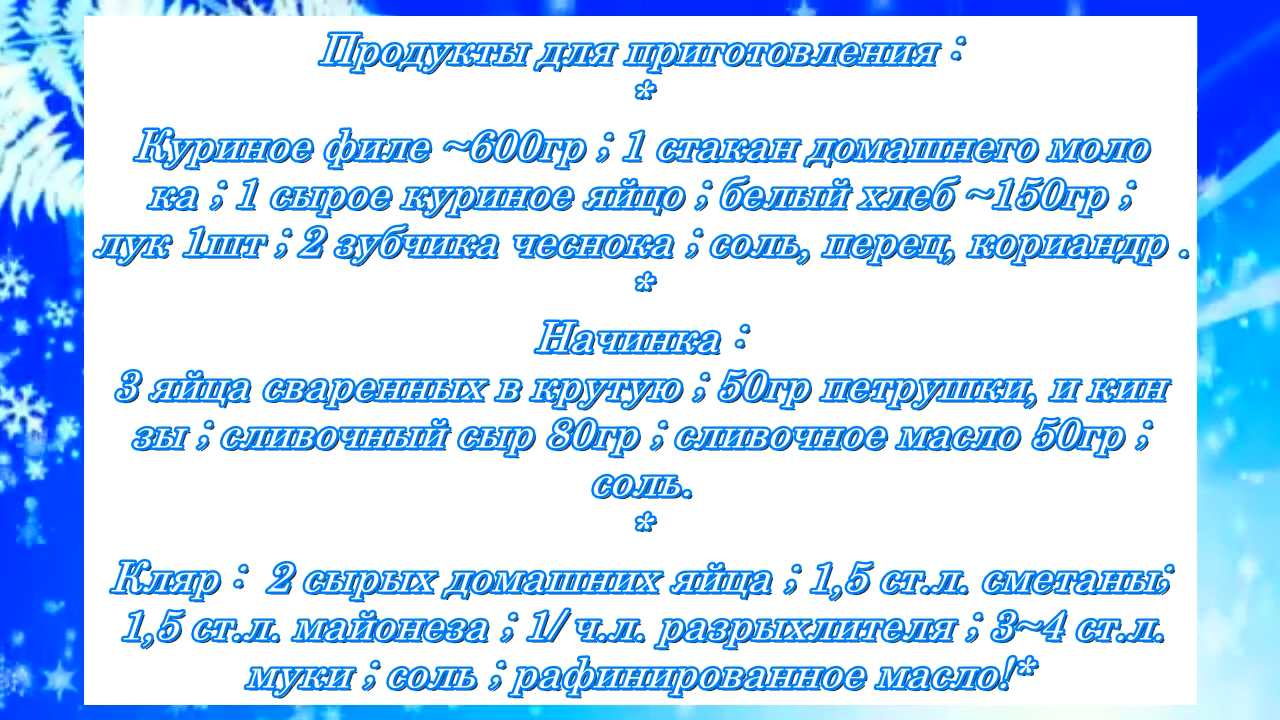 Продукты для приготовления :
*
Куриное филе ~600гр ; 1 стакан домашнего моло
ка ; 1 сырое куриное яйцо ; белый хлеб ~150гр ;
лук 1шт ; 2 зубчика чеснока ; соль, перец, кориандр .
*
Начинка :
3 яйца сваренных в крутую ; 50гр петрушки, и кин
зы ; сливочный сыр 80гр ; сливочное масло 50гр ;
соль.
*
Кляр : 2 сырых домашних яйца ; 1,5 ст.л. сметаны;
1,5 ст.л. майонеза ; 1/ ч.л. разрыхлителя ; 3~4 ст.л.
муки ; соль ; рафинированное масло!*